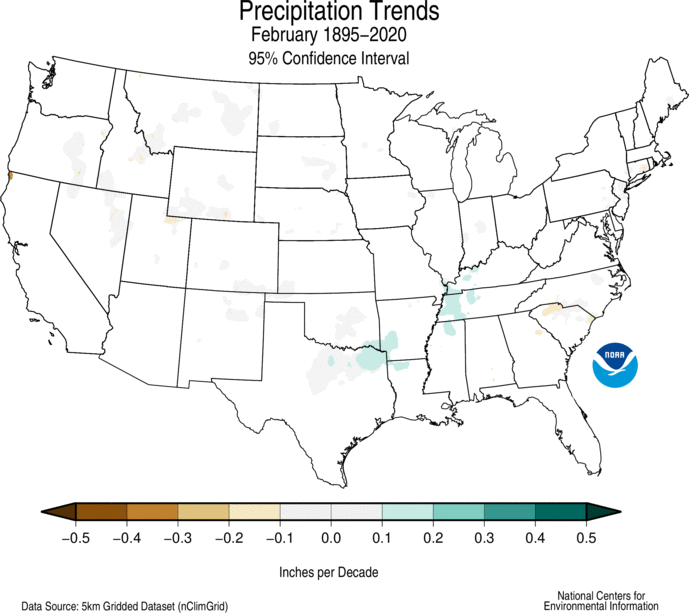 Precipitation Trends
February 1895–2020
95% Confidence Interval
NOAA
−0.5 −0.4 −0.3 −0.2 −0.1 0.0 0.1 0.2 0.3 0.4 0.5
Inches per Decade
Data Source: 5km Gridded Dataset (nClimGrid)
National Centers for
Environmental Information